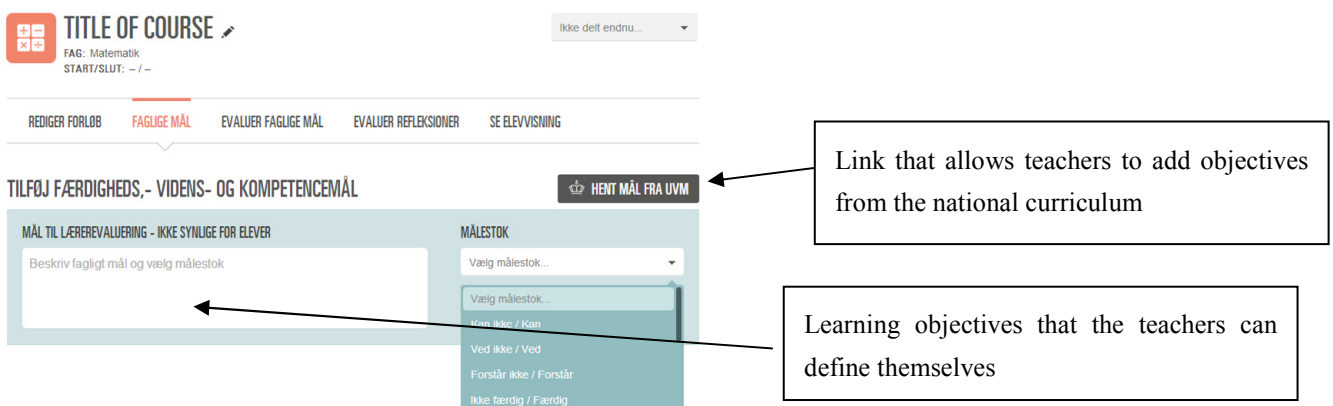 TITLE OF COURSE
Ikke delt endnu...
FAG: Matematik
START/SLUT: – / –
REDIGER FORLØB FAGLIGE MÅL EVALUER FAGLIGE MÅL EVALUER REFLEKSIONER SE ELEVVISNING
TILFØJ FÆRDIGHEDS,- VIDENS- OG KOMPETENCEMÅL
HENT MÅL FRA UVM
MÅL TIL LÆREREVALUERING - IKKE SYNLIGE FOR ELEVER
Beskriv fagligt mål og vælg målestok
MÅLESTOK
Vælg målestok...
Vælg målestok...
Kan ikke / Kan
Ved ikke / Ved
Forstår ikke / Forstår
Ikke færdig / Færdig
Link that allows teachers to add objectives
from the national curriculum
Learning objectives that the teachers can
define themselves